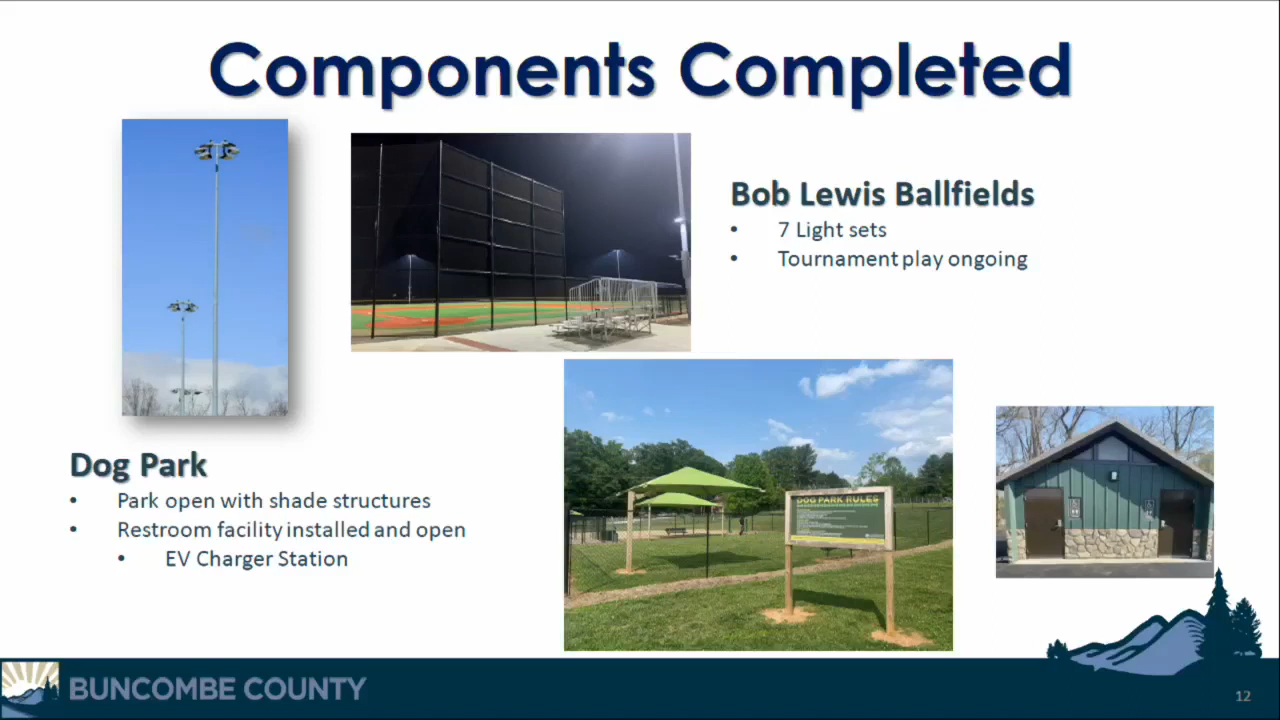 Components Completed
Bob Lewis Ballfields
• 7 Light sets
• Tournament play ongoing
Dog Park
• Park open with shade structures
• Restroom facility installed and open
• EV Charger Station
DOG PARK RULES
BUNCOMBE COUNTY
12